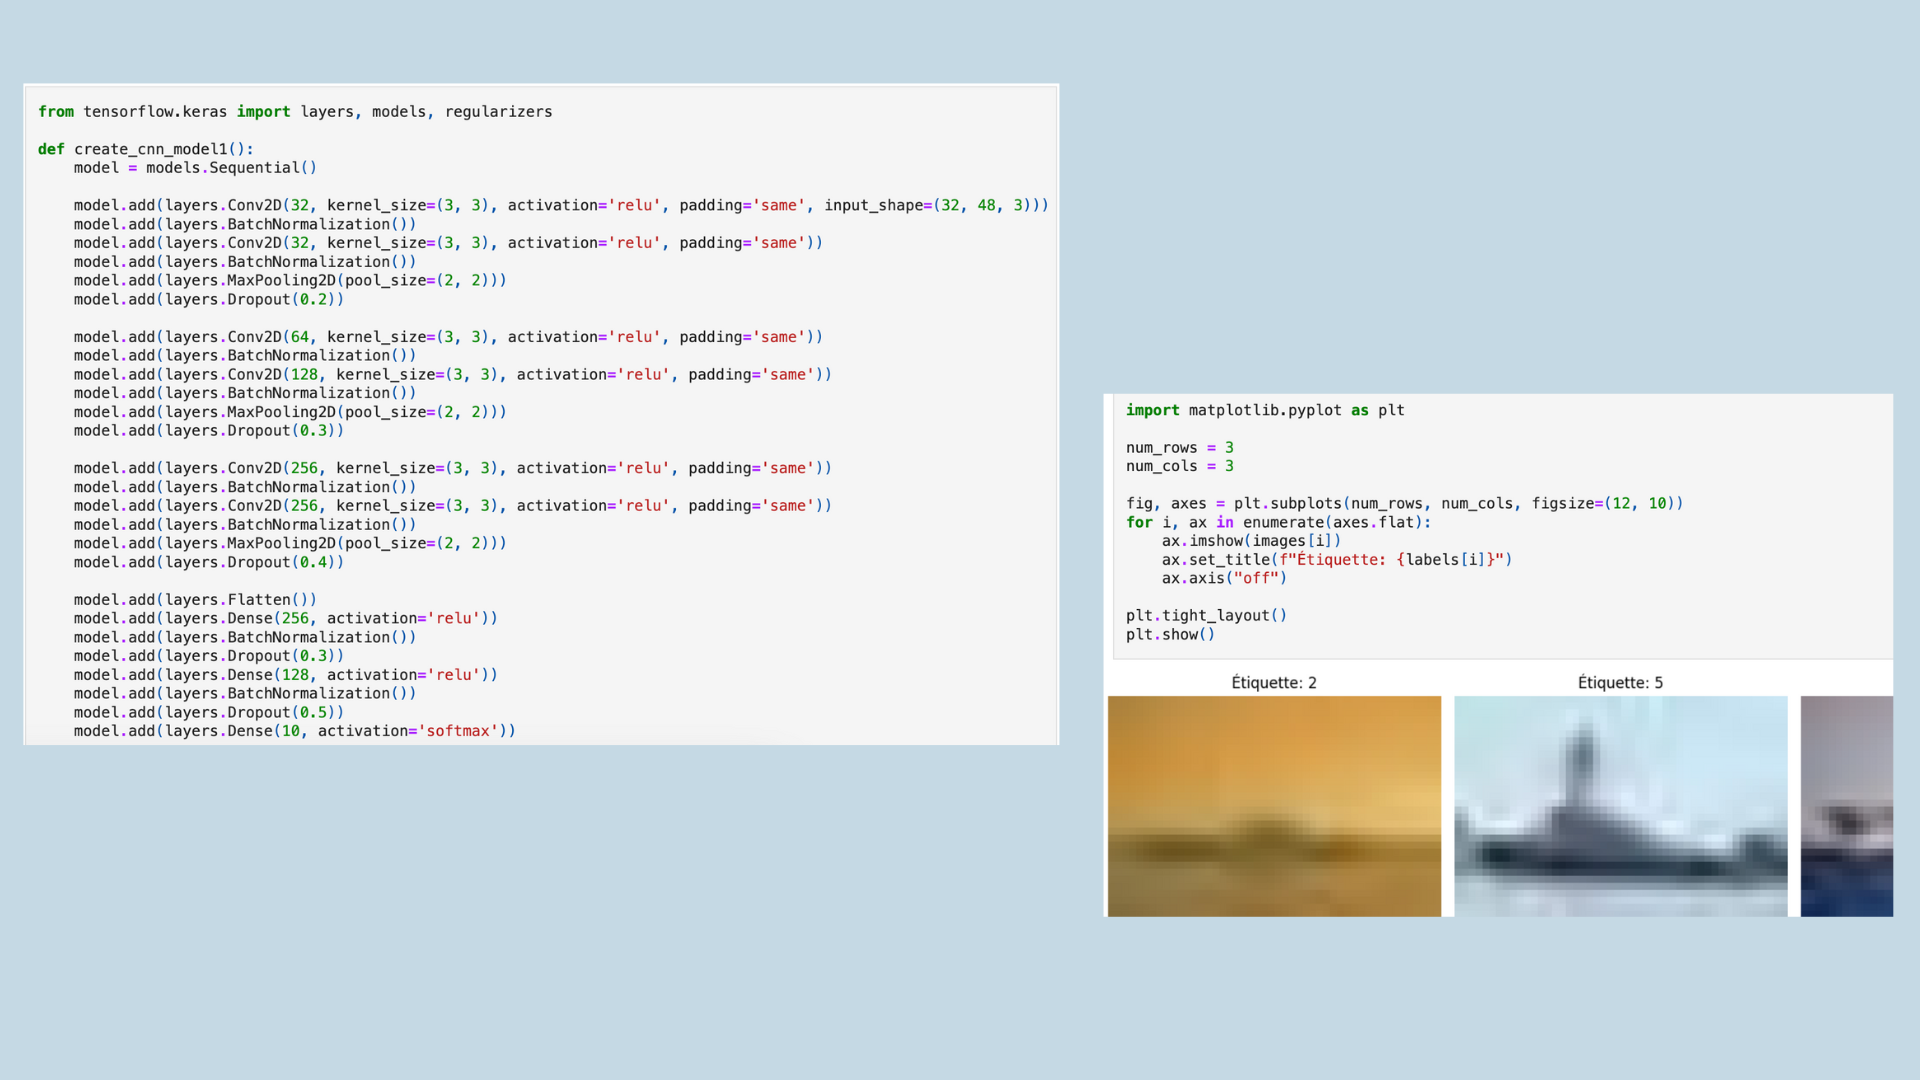 from tensorflow.keras import layers, models, regularizers
def create_cnn_model1():
    model = models.Sequential()
    model.add(layers.Conv2D(32, kernel_size=(3, 3), activation='relu', padding='same', input_shape=(32, 48, 3)))
    model.add(layers.BatchNormalization())
    model.add(layers.Conv2D(32, kernel_size=(3, 3), activation='relu', padding='same'))
    model.add(layers.BatchNormalization())
    model.add(layers.MaxPooling2D(pool_size=(2, 2)))
    model.add(layers.Dropout(0.2))
    model.add(layers.Conv2D(64, kernel_size=(3, 3), activation='relu', padding='same'))
    model.add(layers.BatchNormalization())
    model.add(layers.Conv2D(128, kernel_size=(3, 3), activation='relu', padding='same'))
    model.add(layers.BatchNormalization())
    model.add(layers.MaxPooling2D(pool_size=(2, 2)))
    model.add(layers.Dropout(0.3))
    model.add(layers.Conv2D(256, kernel_size=(3, 3), activation='relu', padding='same'))
    model.add(layers.BatchNormalization())
    model.add(layers.Conv2D(256, kernel_size=(3, 3), activation='relu', padding='same'))
    model.add(layers.BatchNormalization())
    model.add(layers.MaxPooling2D(pool_size=(2, 2)))
    model.add(layers.Dropout(0.4))
    model.add(layers.Flatten())
    model.add(layers.Dense(256, activation='relu'))
    model.add(layers.BatchNormalization())
    model.add(layers.Dropout(0.3))
    model.add(layers.Dense(128, activation='relu'))
    model.add(layers.BatchNormalization())
    model.add(layers.Dropout(0.5))
    model.add(layers.Dense(10, activation='softmax'))
import matplotlib.pyplot as plt
num_rows = 3
num_cols = 3
fig, axes = plt.subplots(num_rows, num_cols, figsize=(12, 10))
for i, ax in enumerate(axes.flat):
    ax.imshow(images[i])
    ax.set_title(f"Étiquette: {labels[i]}")
    ax.axis("off")
plt.tight_layout()
plt.show()
Étiquette: 2
Étiquette: 5